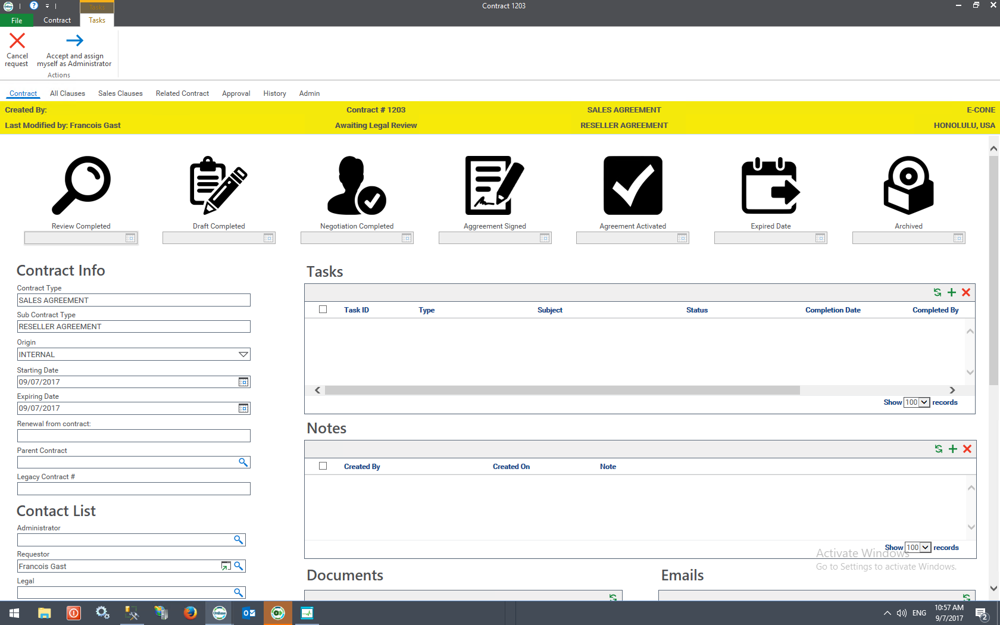 Tasks
Contract 1203
File
Contract
Tasks
Cancel
request
Accept and assign
myself as Administrator
Actions
Contract
All Clauses
Sales Clauses
Related Contract
Approval
History
Admin
Created By:
Contract # 1203
SALES AGREEMENT
E-CONE
Last Modified by: Francois Gast
Awaiting Legal Review
RESELLER AGREEMENT
HONOLULU, USA
Review Completed
Draft Completed
Negotiation Completed
Aggreement Signed
Agreement Activated
Expired Date
Archived
Contract Info
Contract Type
SALES AGREEMENT
Sub Contract Type
RESELLER AGREEMENT
Origin
INTERNAL
Starting Date
09/07/2017
Expiring Date
09/07/2017
Renewal from contract:
Parent Contract
Legacy Contract #
Contact List
Administrator
Requestor
Francois Gast
Legal
Tasks
Task ID
Type
Subject
Status
Completion Date
Completed By
Show 100 records
Notes
Created By
Created On
Note
Show 100 records
Activate Windows
Go to Settings to activate Windows.
Documents
Emails
OnBase
ENG
10:57 AM
9/7/2017
2